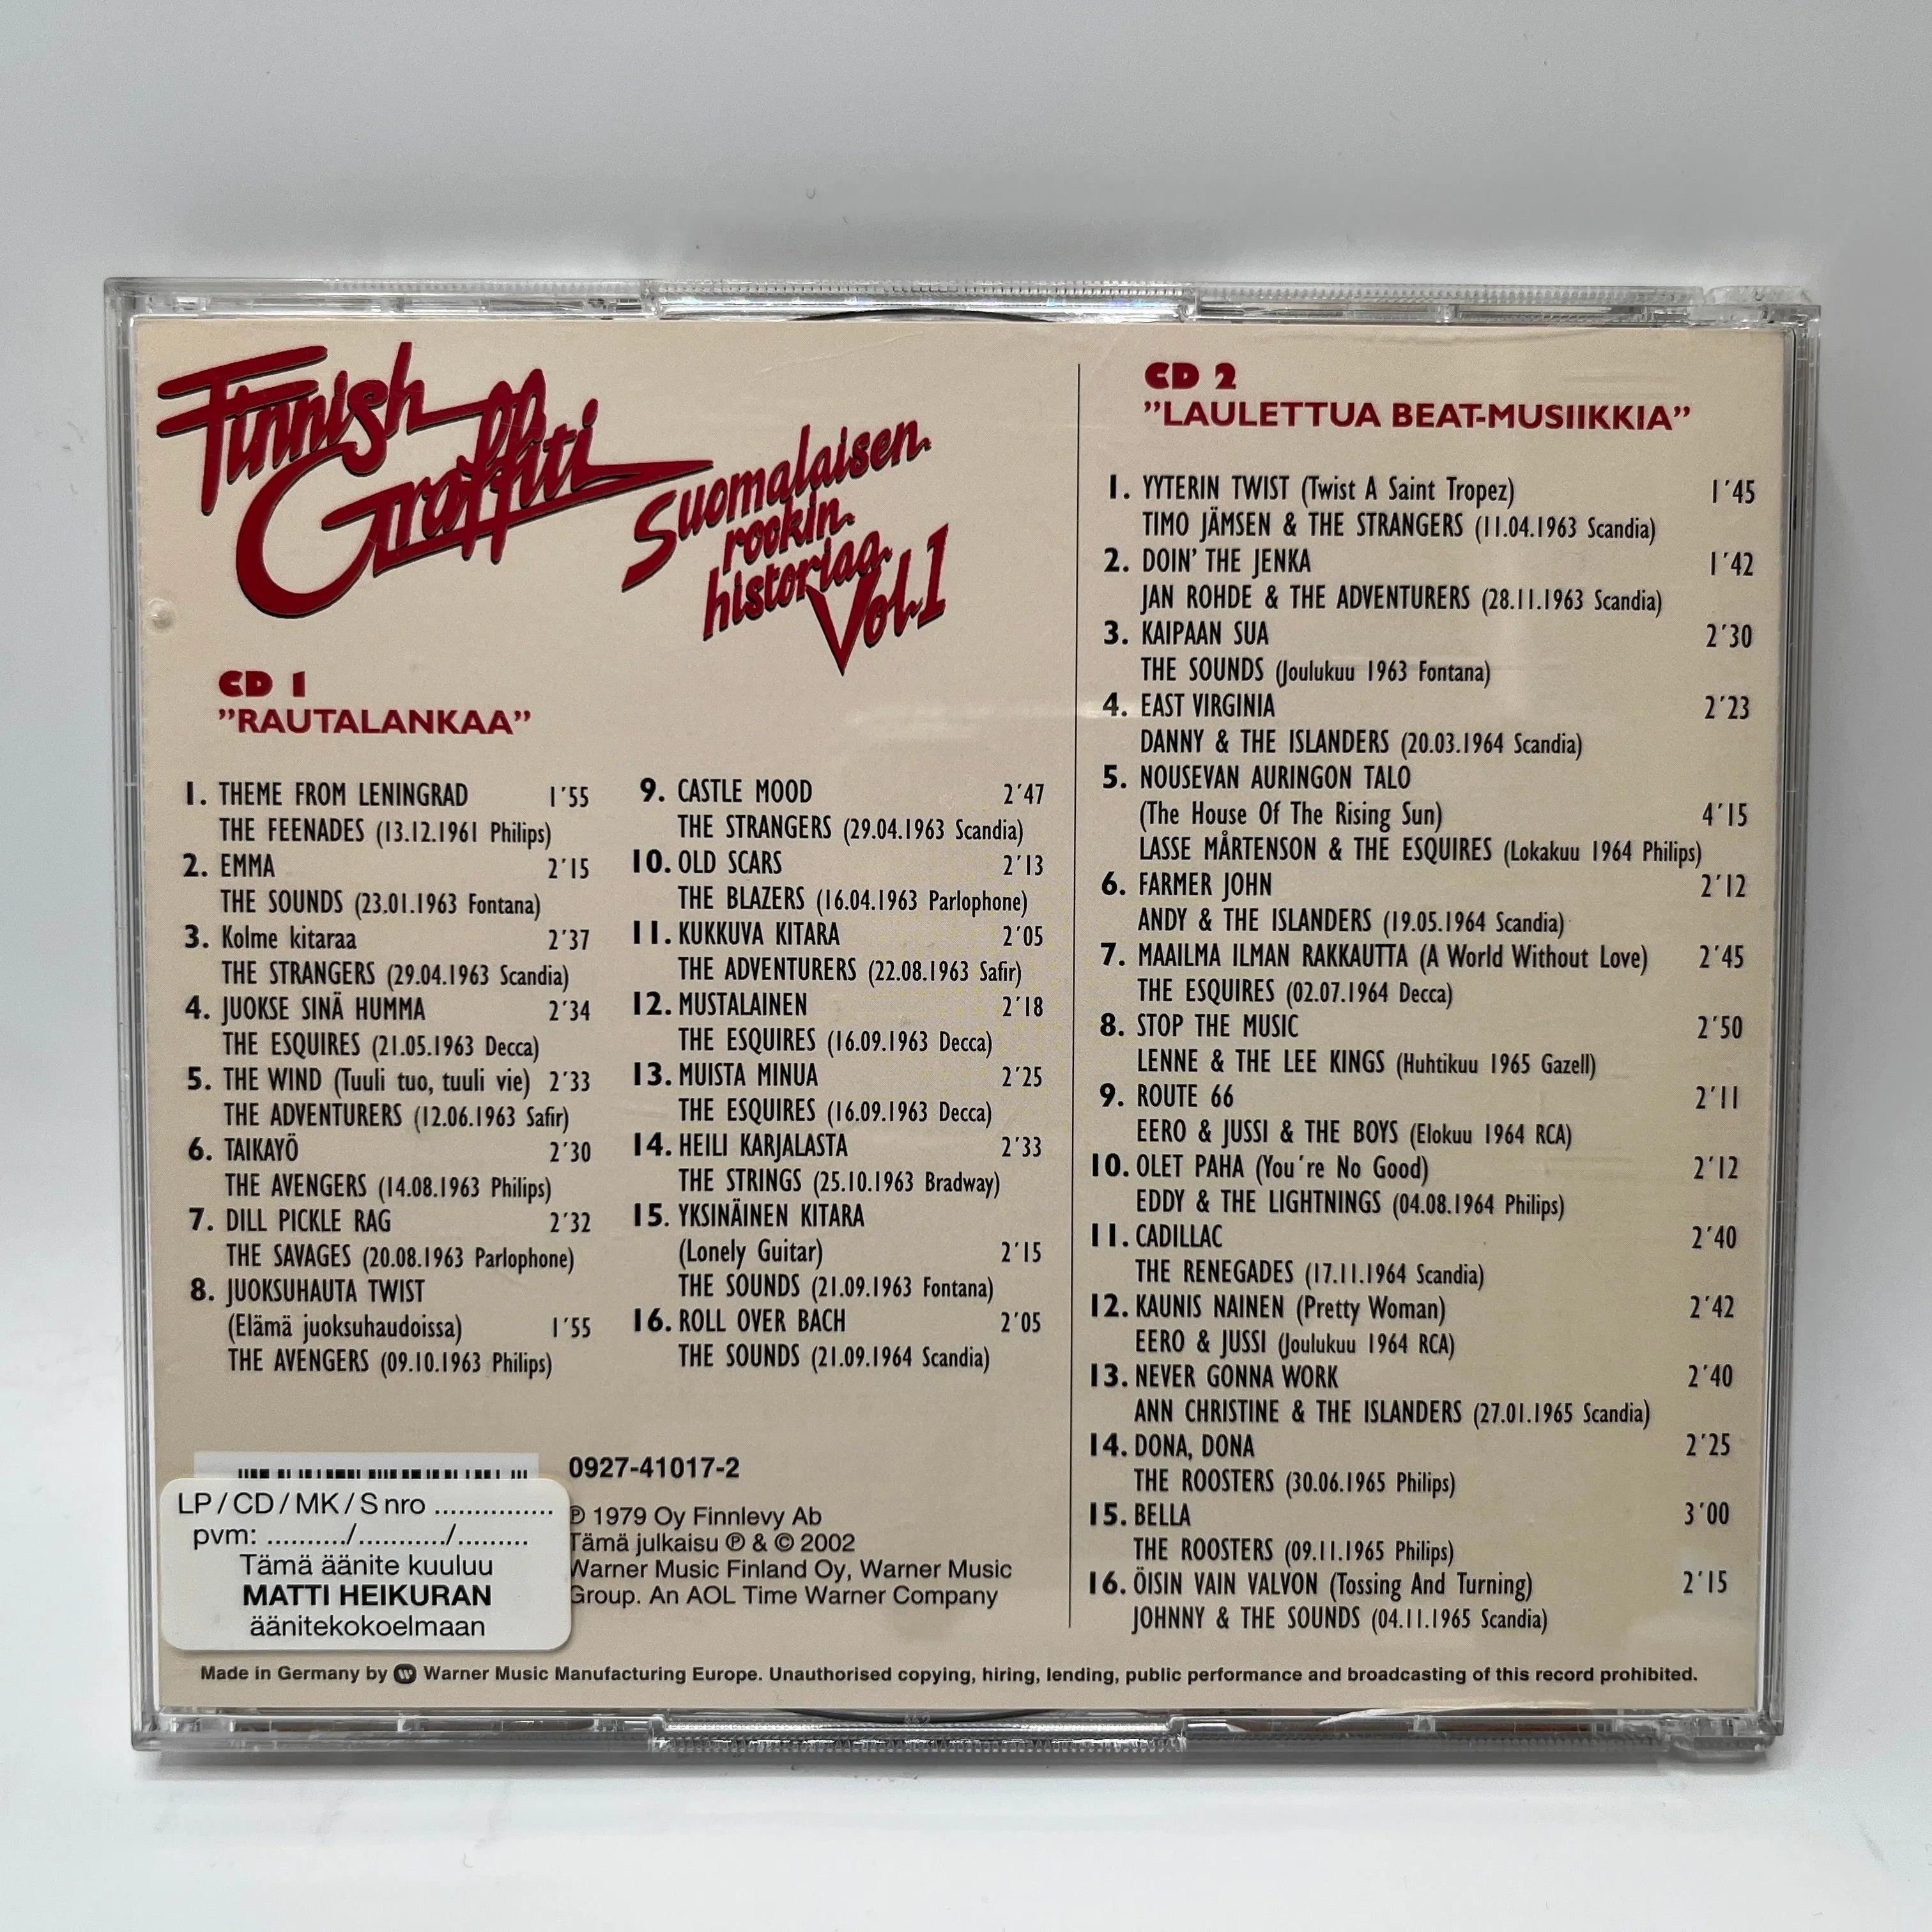 Finnish
Graffiti
Suomalaisen
rockin
historiaa
Vol.1
CD 1
”RAUTALANKAA”
1. THEME FROM LENINGRAD 1'55
THE FEENADES (13.12.1961 Philips)
2. EMMA 2'15
THE SOUNDS (23.01.1963 Fontana)
3. Kolme kitaraa 2'37
THE STRANGERS (29.04.1963 Scandia)
4. JUOKSE SINÄ HUMMA 2'34
THE ESQUIRES (21.05.1963 Decca)
5. THE WIND (Tuuli tuo, tuuli vie) 2'33
THE ADVENTURERS (12.06.1963 Safir)
6. TAIKAYÖ 2'30
THE AVENGERS (14.08.1963 Philips)
7. DILL PICKLE RAG 2'32
THE SAVAGES (20.08.1963 Parlophone)
8. JUOKSUHAUTA TWIST
(Elämä juoksuhaudoissa) 1'55
THE AVENGERS (09.10.1963 Philips)
9. CASTLE MOOD 2'47
THE STRANGERS (29.04.1963 Scandia)
10. OLD SCARS 2'13
THE BLAZERS (16.04.1963 Parlophone)
11. KUKKUVA KITARA 2'05
THE ADVENTURERS (22.08.1963 Safir)
12. MUSTALAINEN 2'18
THE ESQUIRES (16.09.1963 Decca)
13. MUISTA MINUA 2'25
THE ESQUIRES (16.09.1963 Decca)
14. HEILI KARJALASTA 2'33
THE STRINGS (25.10.1963 Bradway)
15. YKSINÄINEN KITARA
(Lonely Guitar) 2'15
THE SOUNDS (21.09.1963 Fontana)
16. ROLL OVER BACH 2'05
THE SOUNDS (21.09.1964 Scandia)
CD 2
”LAULETTUA BEAT-MUSIIKKIA”
1. YYTERIN TWIST (Twist A Saint Tropez) 1'45
TIMO JÄMSEN & THE STRANGERS (11.04.1963 Scandia)
2. DOIN' THE JENKA 1'42
JAN ROHDE & THE ADVENTURERS (28.11.1963 Scandia)
3. KAIPAAN SUA 2'30
THE SOUNDS (Joulukuu 1963 Fontana)
4. EAST VIRGINIA 2'23
DANNY & THE ISLANDERS (20.03.1964 Scandia)
5. NOUSEVAN AURINGON TALO
(The House Of The Rising Sun) 4'15
LASSE MÅRTENSON & THE ESQUIRES (Lokakuu 1964 Philips)
6. FARMER JOHN 2'12
ANDY & THE ISLANDERS (19.05.1964 Scandia)
7. MAAILMA ILMAN RAKKAUTTA (A World Without Love) 2'45
THE ESQUIRES (02.07.1964 Decca)
8. STOP THE MUSIC 2'50
LENNE & THE LEE KINGS (Huhtikuu 1965 Gazell)
9. ROUTE 66 2'11
EERO & JUSSI & THE BOYS (Elokuu 1964 RCA)
10. OLET PAHA (You're No Good) 2'12
EDDY & THE LIGHTNINGS (04.08.1964 Philips)
11. CADILLAC 2'40
THE RENEGADES (17.11.1964 Scandia)
12. KAUNIS NAINEN (Pretty Woman) 2'42
EERO & JUSSI (Joulukuu 1964 RCA)
13. NEVER GONNA WORK 2'40
ANN CHRISTINE & THE ISLANDERS (27.01.1965 Scandia)
14. DONA, DONA 2'25
THE ROOSTERS (30.06.1965 Philips)
15. BELLA 3'00
THE ROOSTERS (09.11.1965 Philips)
16. ÖISIN VAIN VALVON (Tossing And Turning) 2'15
JOHNNY & THE SOUNDS (04.11.1965 Scandia)
LP / CD / MK / S nro ...............
pvm: ........../.........../.........
Tämä äänite kuuluu
MATTI HEIKURAN
äänitekokoelmaan
0927-41017-2
℗ 1979 Oy Finnlevy Ab
Tämä julkaisu ℗ & © 2002
Warner Music Finland Oy, Warner Music
Group. An AOL Time Warner Company
Made in Germany by Warner Music Manufacturing Europe. Unauthorised copying, hiring, lending, public performance and broadcasting of this record prohibited.